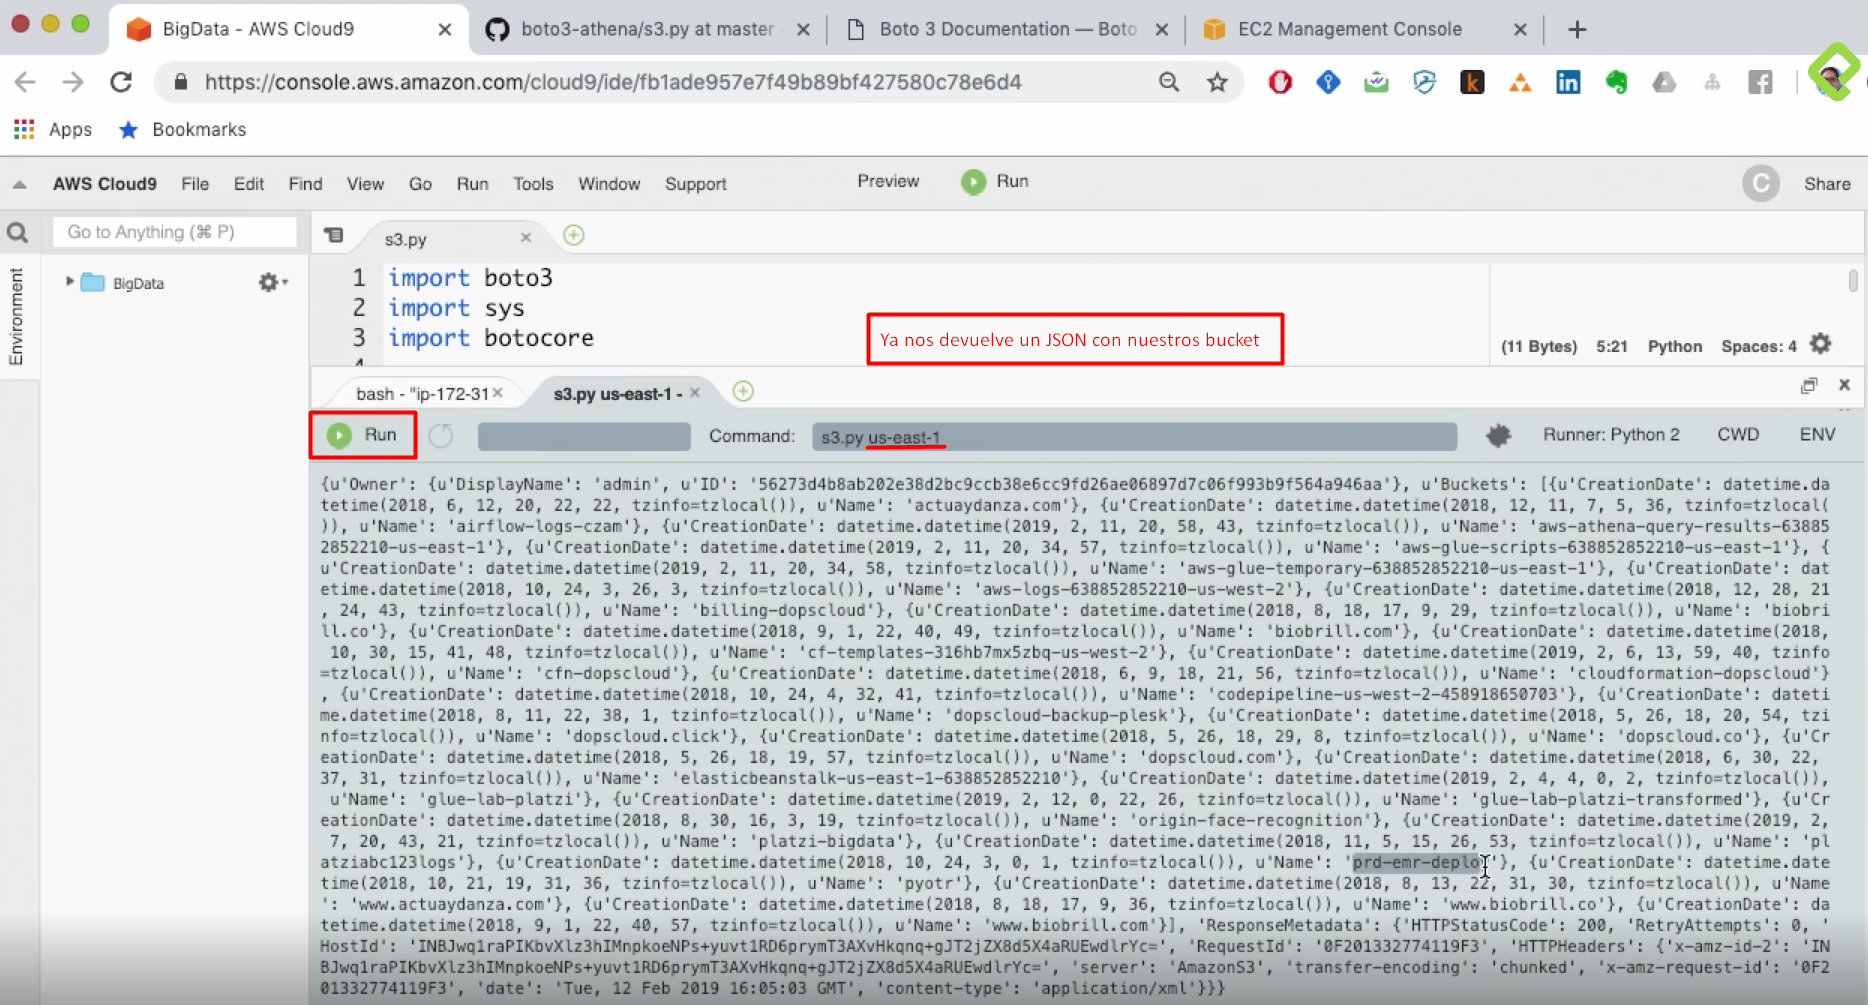 BigData - AWS Cloud9
boto3-athena/s3.py at master
Boto 3 Documentation — Boto
EC2 Management Console
https://console.aws.amazon.com/cloud9/ide/fb1ade957e7f49b89bf427580c78e6d4
Apps
Bookmarks
AWS Cloud9 File Edit Find View Go Run Tools Window Support Preview Run C Share
Go to Anything (⌘ P)
s3.py
Environment
BigData
1 import boto3
2 import sys
3 import botocore
4
Ya nos devuelve un JSON con nuestros bucket
(11 Bytes) 5:21 Python Spaces: 4
bash - "ip-172-31
s3.py us-east-1 -
Run Command: s3.py us-east-1 Runner: Python 2 CWD ENV
{u'Owner': {u'DisplayName': 'admin', u'ID': '56273d4b8ab202e38d2bc9ccb38e6cc9fd26ae06897d7c06f993b9f564a946aa'}, u'Buckets': [{u'CreationDate': datetime.da
tetime(2018, 6, 12, 20, 22, 22, tzinfo=tzlocal()), u'Name': 'actuaydanza.com'}, {u'CreationDate': datetime.datetime(2018, 12, 11, 7, 5, 36, tzinfo=tzlocal(
)), u'Name': 'airflow-logs-czam'}, {u'CreationDate': datetime.datetime(2019, 2, 11, 20, 58, 43, tzinfo=tzlocal()), u'Name': 'aws-athena-query-results-63885
2852210-us-east-1'}, {u'CreationDate': datetime.datetime(2019, 2, 11, 20, 34, 57, tzinfo=tzlocal()), u'Name': 'aws-glue-scripts-638852852210-us-east-1'}, {
u'CreationDate': datetime.datetime(2019, 2, 11, 20, 34, 58, tzinfo=tzlocal()), u'Name': 'aws-glue-temporary-638852852210-us-east-1'}, {u'CreationDate': dat
etime.datetime(2018, 10, 24, 3, 26, 3, tzinfo=tzlocal()), u'Name': 'aws-logs-638852852210-us-west-2'}, {u'CreationDate': datetime.datetime(2018, 12, 28, 21
, 24, 43, tzinfo=tzlocal()), u'Name': 'billing-dopscloud'}, {u'CreationDate': datetime.datetime(2018, 8, 18, 17, 9, 29, tzinfo=tzlocal()), u'Name': 'biobri
ll.co'}, {u'CreationDate': datetime.datetime(2018, 9, 1, 22, 40, 49, tzinfo=tzlocal()), u'Name': 'biobrill.com'}, {u'CreationDate': datetime.datetime(2018,
10, 30, 15, 41, 48, tzinfo=tzlocal()), u'Name': 'cf-templates-316hb7mx5zbq-us-west-2'}, {u'CreationDate': datetime.datetime(2019, 2, 6, 13, 59, 40, tzinfo
=tzlocal()), u'Name': 'cfn-dopscloud'}, {u'CreationDate': datetime.datetime(2018, 6, 9, 18, 21, 56, tzinfo=tzlocal()), u'Name': 'cloudformation-dopscloud'}
, {u'CreationDate': datetime.datetime(2018, 10, 24, 4, 32, 41, tzinfo=tzlocal()), u'Name': 'codepipeline-us-west-2-458918650703'}, {u'CreationDate': dateti
me.datetime(2018, 8, 11, 22, 38, 1, tzinfo=tzlocal()), u'Name': 'dopscloud-backup-plesk'}, {u'CreationDate': datetime.datetime(2018, 5, 26, 18, 20, 54, tzi
nfo=tzlocal()), u'Name': 'dopscloud.click'}, {u'CreationDate': datetime.datetime(2018, 5, 26, 18, 29, 8, tzinfo=tzlocal()), u'Name': 'dopscloud.co'}, {u'Cr
eationDate': datetime.datetime(2018, 5, 26, 18, 19, 57, tzinfo=tzlocal()), u'Name': 'dopscloud.com'}, {u'CreationDate': datetime.datetime(2018, 6, 30, 22,
37, 31, tzinfo=tzlocal()), u'Name': 'elasticbeanstalk-us-east-1-638852852210'}, {u'CreationDate': datetime.datetime(2019, 2, 4, 4, 0, 2, tzinfo=tzlocal()),
u'Name': 'glue-lab-platzi'}, {u'CreationDate': datetime.datetime(2019, 2, 12, 0, 22, 26, tzinfo=tzlocal()), u'Name': 'glue-lab-platzi-transformed'}, {u'Cr
eationDate': datetime.datetime(2018, 8, 30, 16, 3, 19, tzinfo=tzlocal()), u'Name': 'origin-face-recognition'}, {u'CreationDate': datetime.datetime(2019, 2,
7, 20, 43, 21, tzinfo=tzlocal()), u'Name': 'platzi-bigdata'}, {u'CreationDate': datetime.datetime(2018, 11, 5, 15, 26, 53, tzinfo=tzlocal()), u'Name': 'pl
atziabc123logs'}, {u'CreationDate': datetime.datetime(2018, 10, 24, 3, 0, 1, tzinfo=tzlocal()), u'Name': 'prd-emr-deplo'}, {u'CreationDate': datetime.date
time(2018, 10, 21, 19, 31, 36, tzinfo=tzlocal()), u'Name': 'pyotr'}, {u'CreationDate': datetime.datetime(2018, 8, 13, 22, 31, 30, tzinfo=tzlocal()), u'Name
': 'www.actuaydanza.com'}, {u'CreationDate': datetime.datetime(2018, 8, 18, 17, 9, 36, tzinfo=tzlocal()), u'Name': 'www.biobrill.co'}, {u'CreationDate': da
tetime.datetime(2018, 9, 1, 22, 40, 57, tzinfo=tzlocal()), u'Name': 'www.biobrill.com'}], 'ResponseMetadata': {'HTTPStatusCode': 200, 'RetryAttempts': 0, '
HostId': 'INBJwq1raPIKbvXlz3hIMnpkoeNPs+yuvt1RD6prymT3AXvHkqnq+gJT2jZX8d5X4aRUEwdlrYc=', 'RequestId': '0F201332774119F3', 'HTTPHeaders': {'x-amz-id-2': 'IN
BJwq1raPIKbvXlz3hIMnpkoeNPs+yuvt1RD6prymT3AXvHkqnq+gJT2jZX8d5X4aRUEwdlrYc=', 'server': 'AmazonS3', 'transfer-encoding': 'chunked', 'x-amz-request-id': '0F2
01332774119F3', 'date': 'Tue, 12 Feb 2019 16:05:03 GMT', 'content-type': 'application/xml'}}}